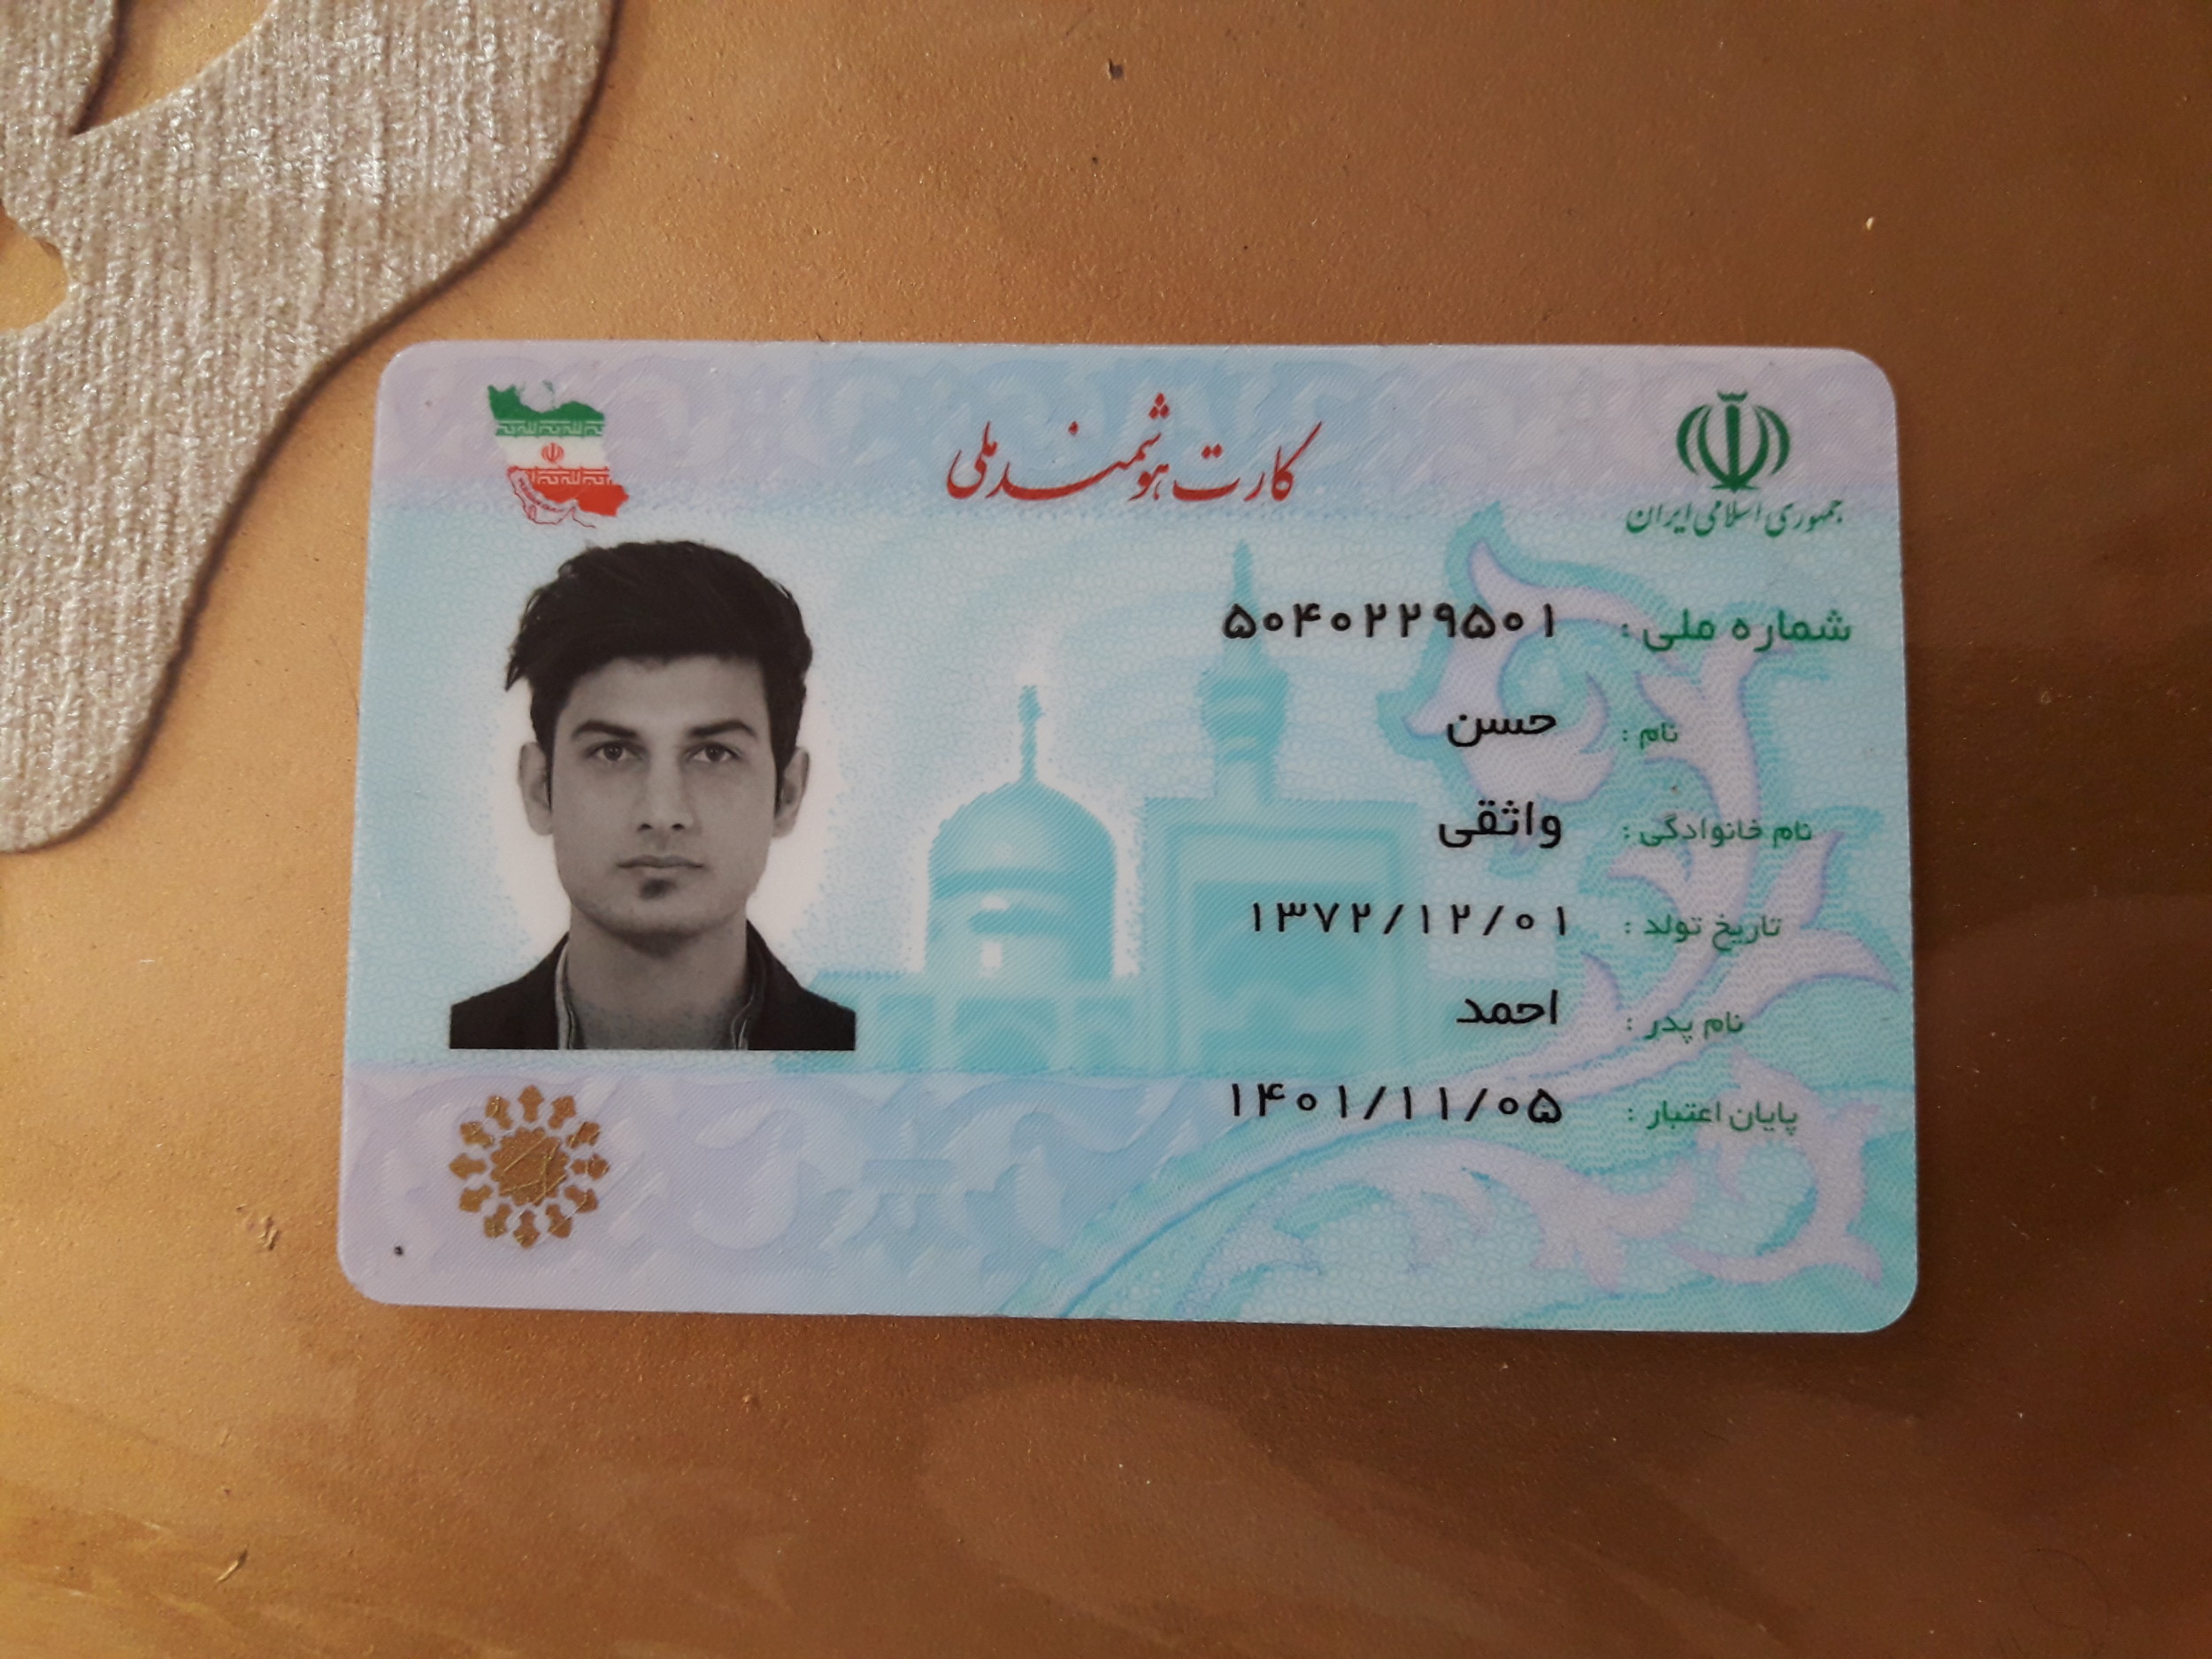 کارت هوشمند ملی
جمهوری اسلامی ایران
شماره ملی : ۵۰۴۰۲۲۹۵۰۱
نام : حسن
نام خانوادگی : واثقی
تاریخ تولد : ۱۳۷۲/۱۲/۰۱
نام پدر : احمد
پایان اعتبار : ۱۴۰۱/۱۱/۰۵